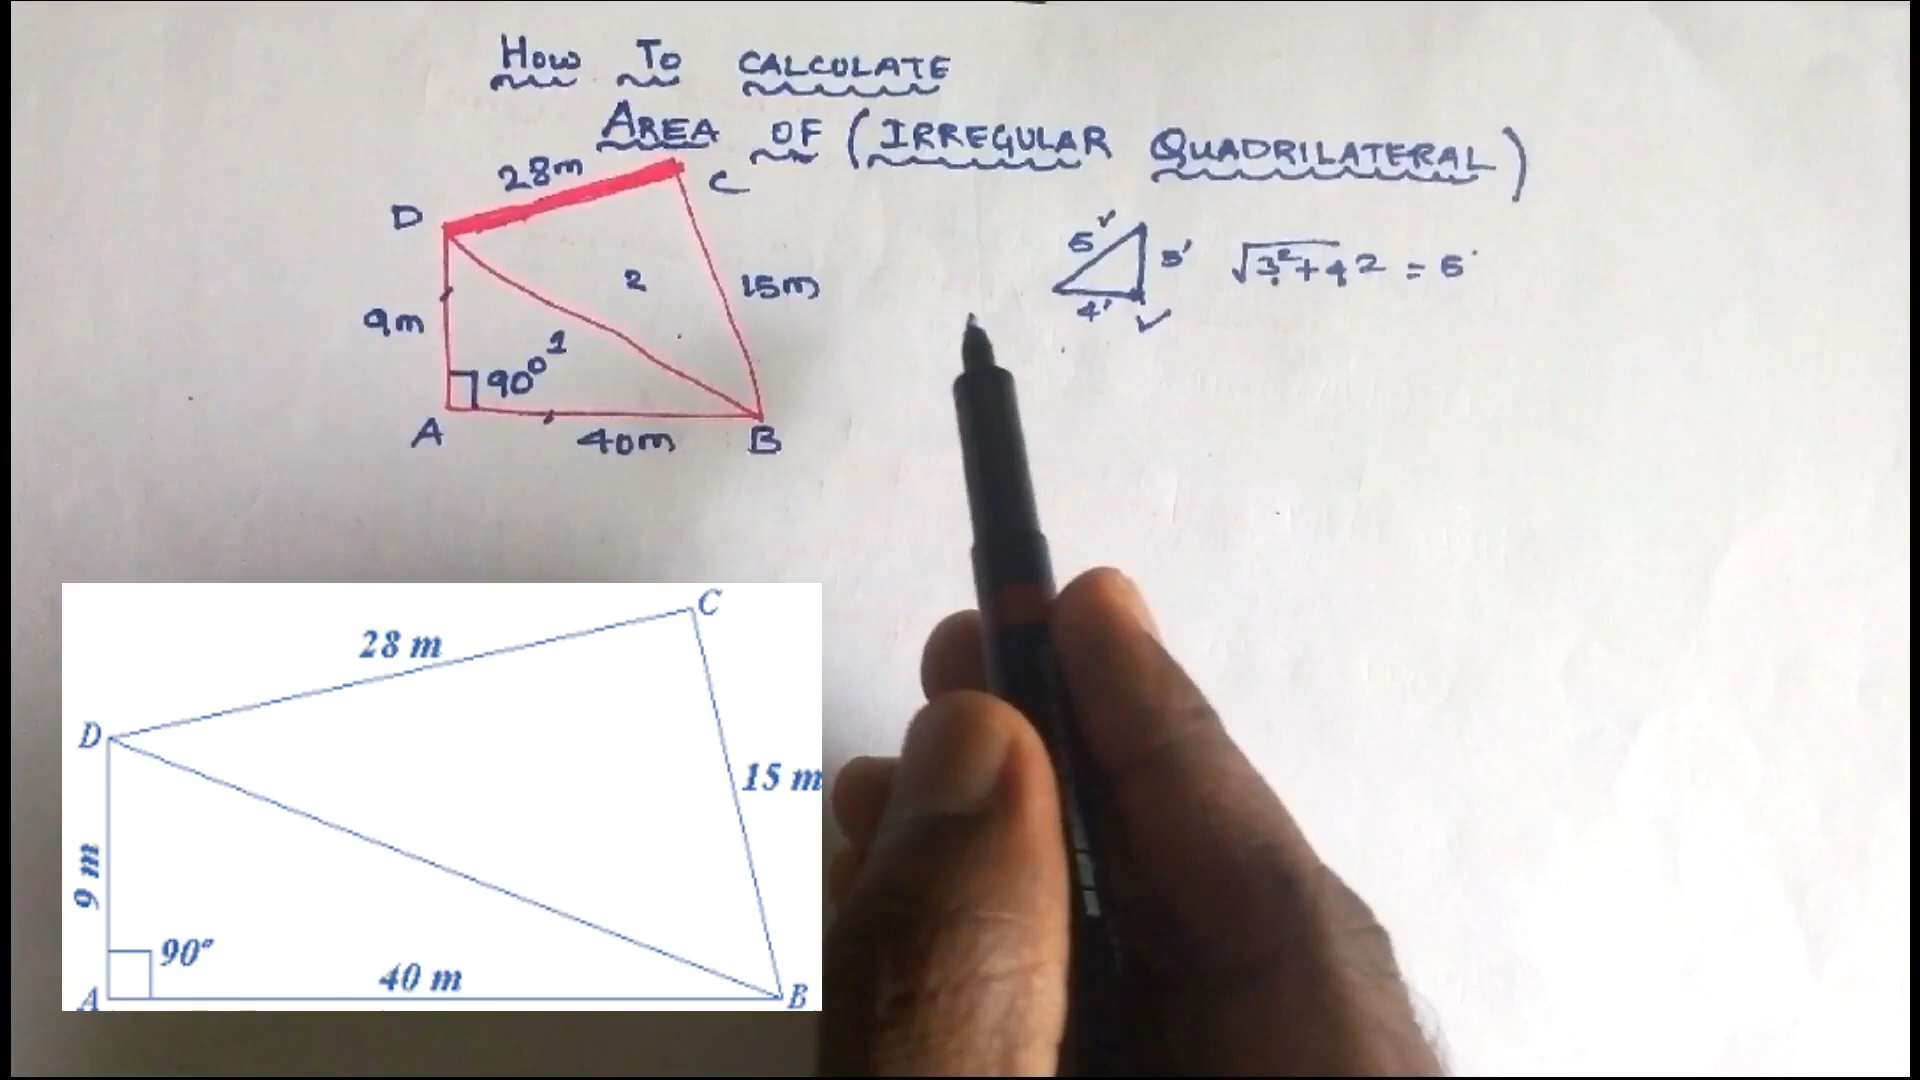 How To CALCULATE
AREA OF (IRREGULAR QUADRILATERAL)
28m
C
D
5
3'
√3²+42 = 5
2
15m
4'
9m
1
90°
A
40m
B
C
28 m
D
15 m
9 m
90°
40 m
A
B